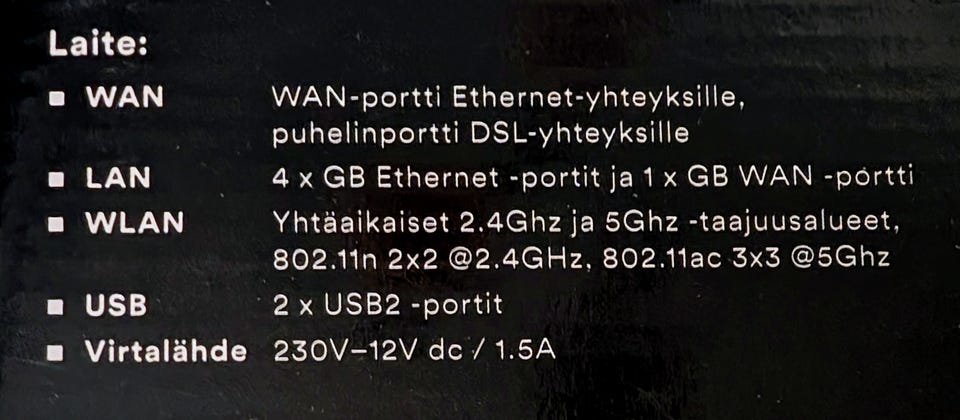 Laite:
▪ WAN WAN-portti Ethernet-yhteyksille,
puhelinportti DSL-yhteyksille
▪ LAN 4 x GB Ethernet -portit ja 1 x GB WAN -portti
▪ WLAN Yhtäaikaiset 2.4Ghz ja 5Ghz -taajuusalueet,
802.11n 2x2 @2.4GHz, 802.11ac 3x3 @5Ghz
▪ USB 2 x USB2 -portit
▪ Virtalähde 230V–12V dc / 1.5A